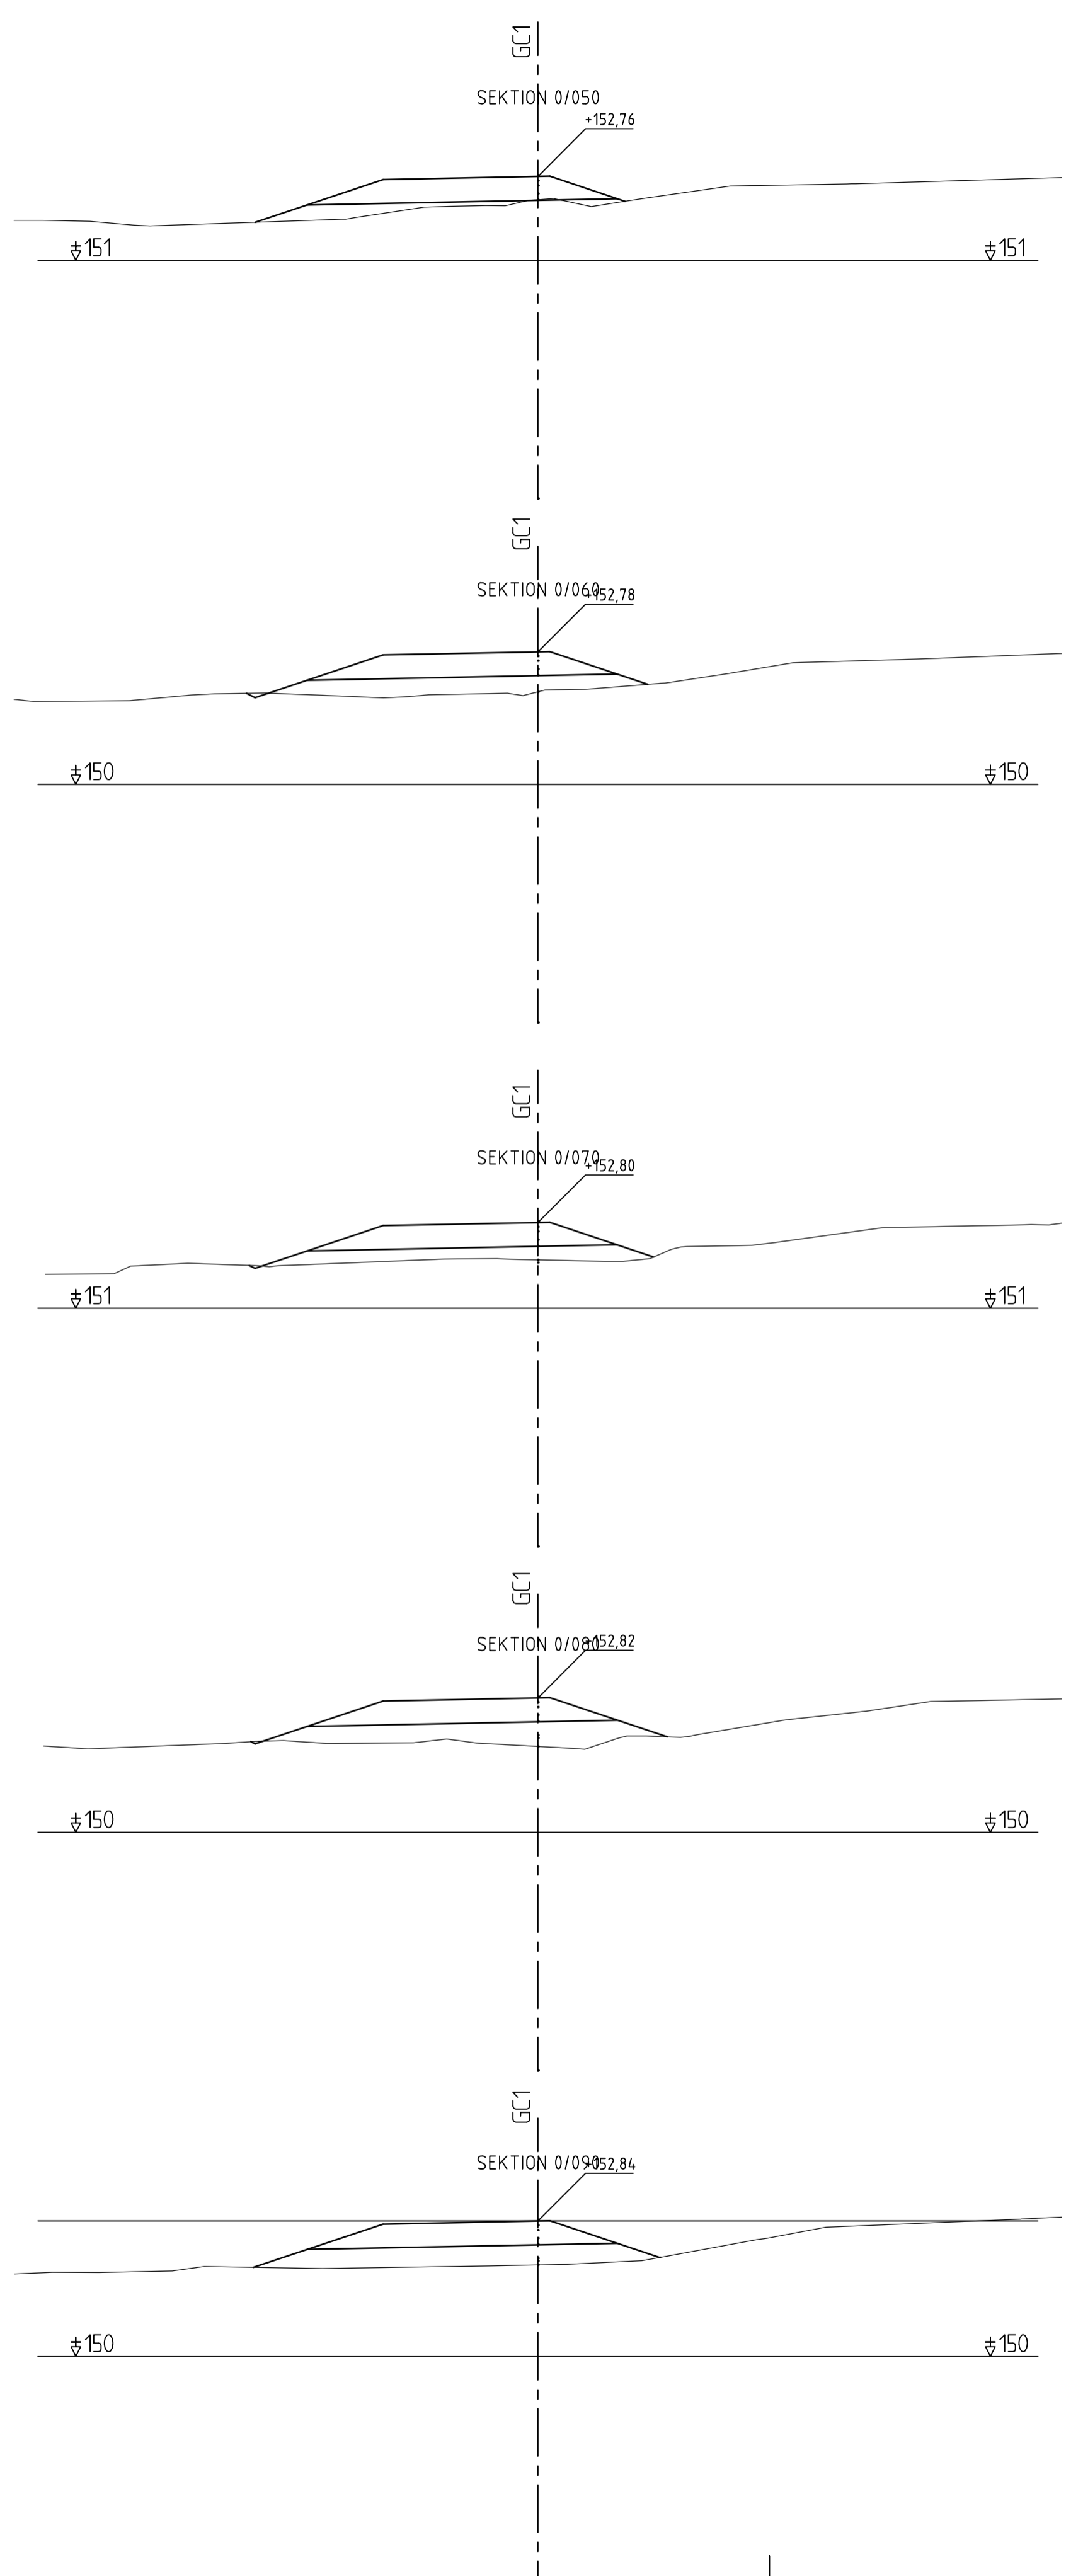 GC1
SEKTION 0/050
+152,76
±151 ±151
GC1
SEKTION 0/060
+152,78
±150 ±150
GC1
SEKTION 0/070
+152,80
±151 ±151
GC1
SEKTION 0/080
+152,82
±150 ±150
GC1
SEKTION 0/090
+152,84
±150 ±150